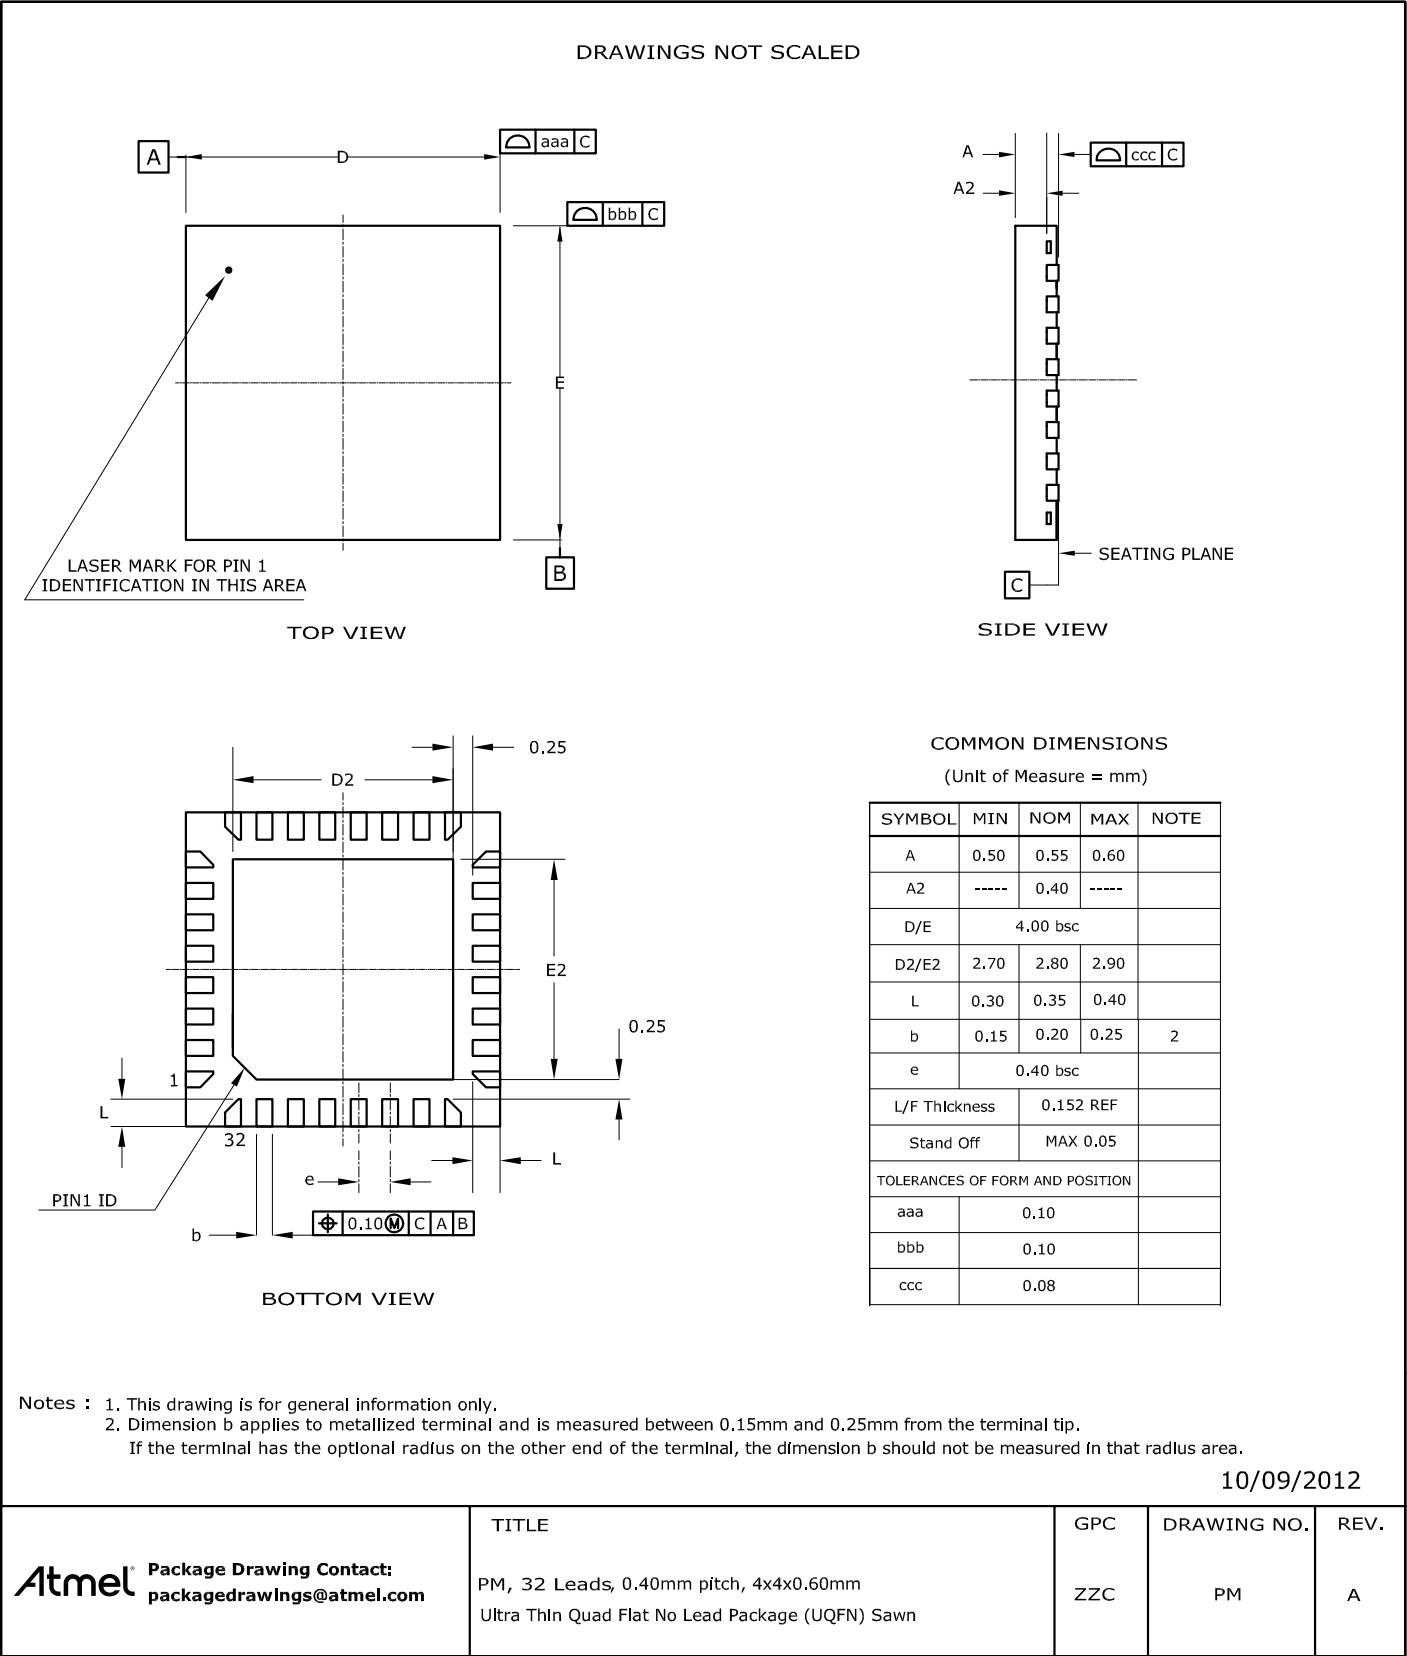 DRAWINGS NOT SCALED
A
D
aaa C
bbb C
E
B
LASER MARK FOR PIN 1
IDENTIFICATION IN THIS AREA
TOP VIEW
A
ccc C
A2
SEATING PLANE
C
SIDE VIEW
0.25
D2
E2
0.25
1
L
32
L
e
PIN1 ID
0.10 M C A B
b
BOTTOM VIEW
COMMON DIMENSIONS
(Unit of Measure = mm)
SYMBOL MIN NOM MAX NOTE
A 0.50 0.55 0.60
A2 ----- 0.40 -----
D/E 4.00 bsc
D2/E2 2.70 2.80 2.90
L 0.30 0.35 0.40
b 0.15 0.20 0.25 2
e 0.40 bsc
L/F Thickness 0.152 REF
Stand Off MAX 0.05
TOLERANCES OF FORM AND POSITION
aaa 0.10
bbb 0.10
ccc 0.08
Notes : 1. This drawing is for general information only.
2. Dimension b applies to metallized terminal and is measured between 0.15mm and 0.25mm from the terminal tip.
If the terminal has the optional radius on the other end of the terminal, the dimension b should not be measured in that radius area.
10/09/2012
Atmel
Package Drawing Contact:
packagedrawings@atmel.com
TITLE
PM, 32 Leads, 0.40mm pitch, 4x4x0.60mm
Ultra Thin Quad Flat No Lead Package (UQFN) Sawn
GPC
ZZC
DRAWING NO.
PM
REV.
A